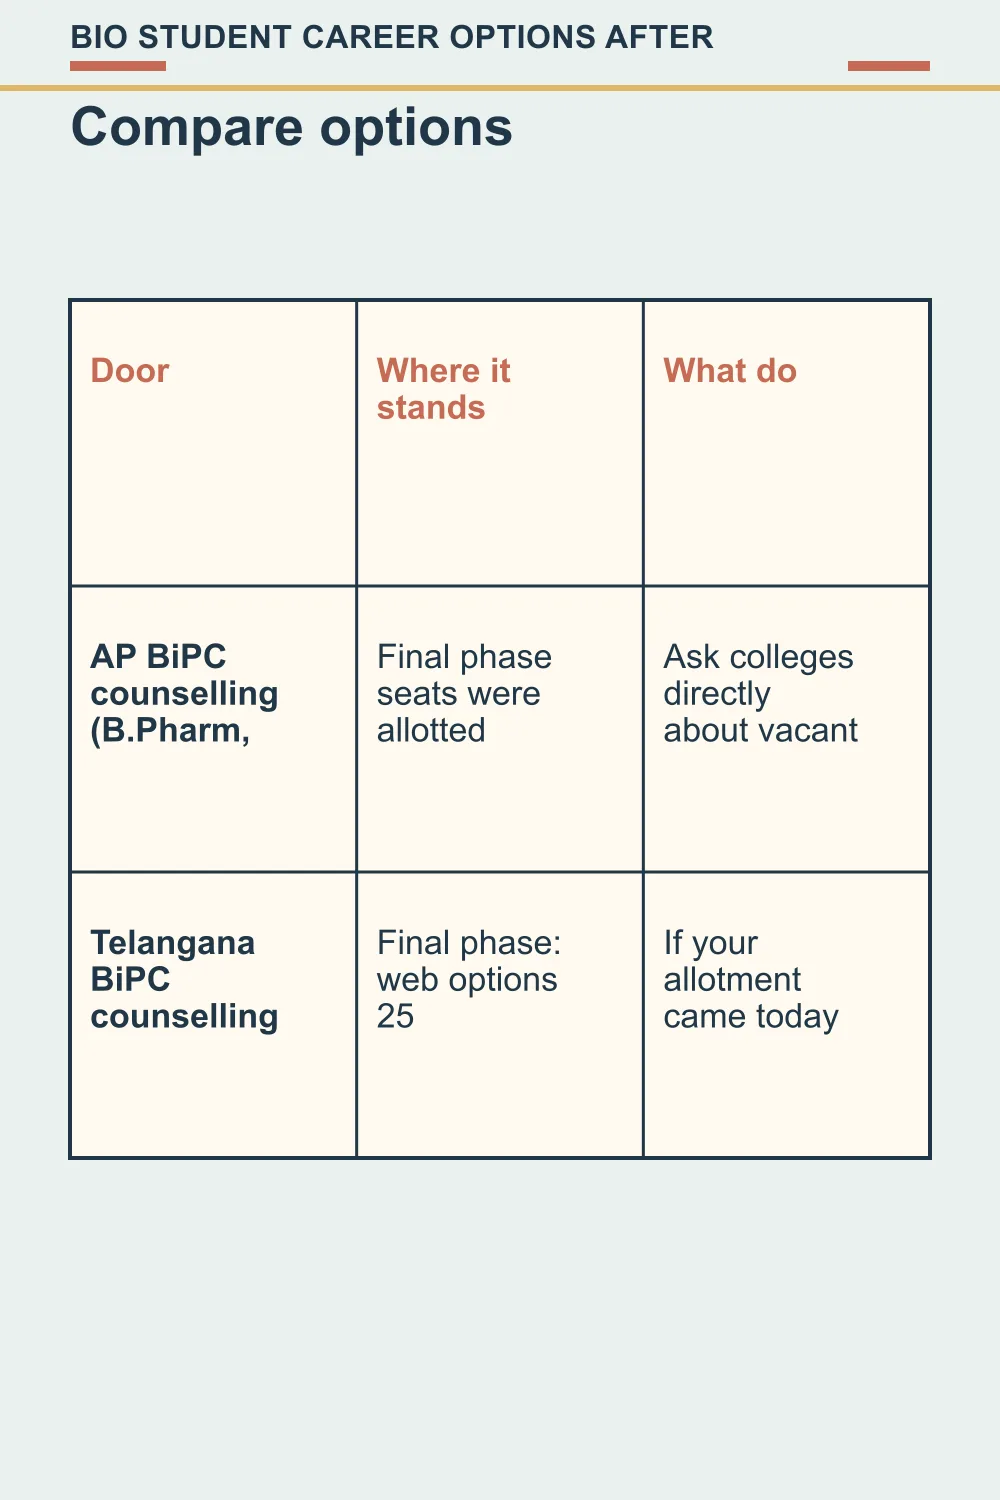 BIO STUDENT CAREER OPTIONS AFTER
Compare options
Door
Where it
stands
What do
AP BiPC
counselling
(B.Pharm,
Final phase
seats were
allotted
Ask colleges
directly
about vacant
Telangana
BiPC
counselling
Final phase:
web options
25
If your
allotment
came today